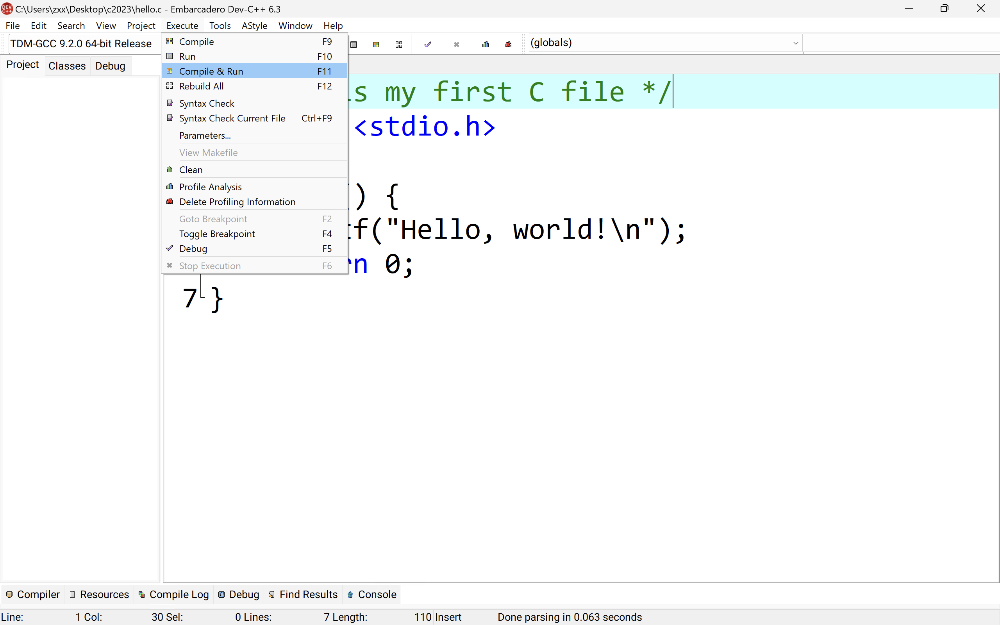 C:\Users\zxx\Desktop\c2023\hello.c - Embarcadero Dev-C++ 6.3
File Edit Search View Project Execute Tools AStyle Window Help
TDM-GCC 9.2.0 64-bit Release
(globals)
Project Classes Debug
Compile F9
Run F10
Compile & Run F11
Rebuild All F12
Syntax Check
Syntax Check Current File Ctrl+F9
Parameters...
View Makefile
Clean
Profile Analysis
Delete Profiling Information
Goto Breakpoint F2
Toggle Breakpoint F4
Debug F5
Stop Execution F6
is my first C file */
<stdio.h>
() {
tf("Hello, world!\n");
rn 0;
7 }
Compiler Resources Compile Log Debug Find Results Console
Line: 1 Col: 30 Sel: 0 Lines: 7 Length: 110 Insert Done parsing in 0.063 seconds